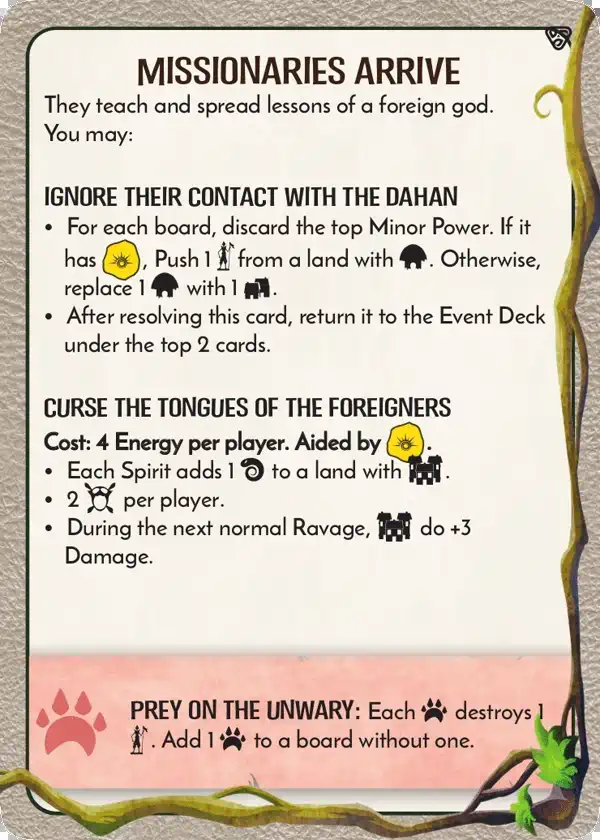 MISSIONARIES ARRIVE
They teach and spread lessons of a foreign god.
You may:
IGNORE THEIR CONTACT WITH THE DAHAN
• For each board, discard the top Minor Power. If it
has , Push 1 from a land with . Otherwise,
replace 1 with 1 .
• After resolving this card, return it to the Event Deck
under the top 2 cards.
CURSE THE TONGUES OF THE FOREIGNERS
Cost: 4 Energy per player. Aided by .
• Each Spirit adds 1 to a land with .
• 2 per player.
• During the next normal Ravage, do +3
Damage.
PREY ON THE UNWARY: Each destroys 1
. Add 1 to a board without one.